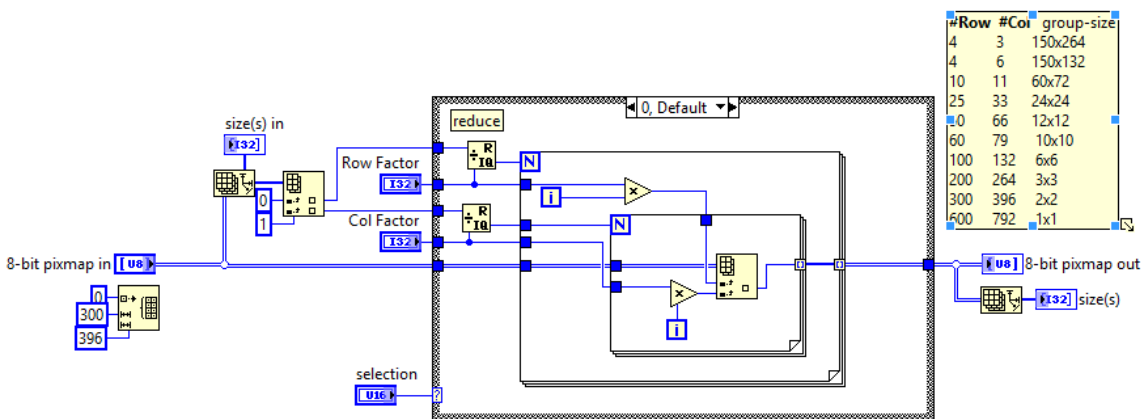 #Row #Col group-size
4 3 150x264
4 6 150x132
10 11 60x72
25 33 24x24
66 12x12
60 79 10x10
100 132 6x6
200 264 3x3
300 396 2x2
600 792 1x1
0, Default
reduce
size(s) in
I32
R
IQ
N
Row Factor
I32
i
x
0
1
Col Factor
R
IQ
N
I32
8-bit pixmap in
U8
U8
8-bit pixmap out
x
0
300
396
I32
size(s)
i
selection
U16
?